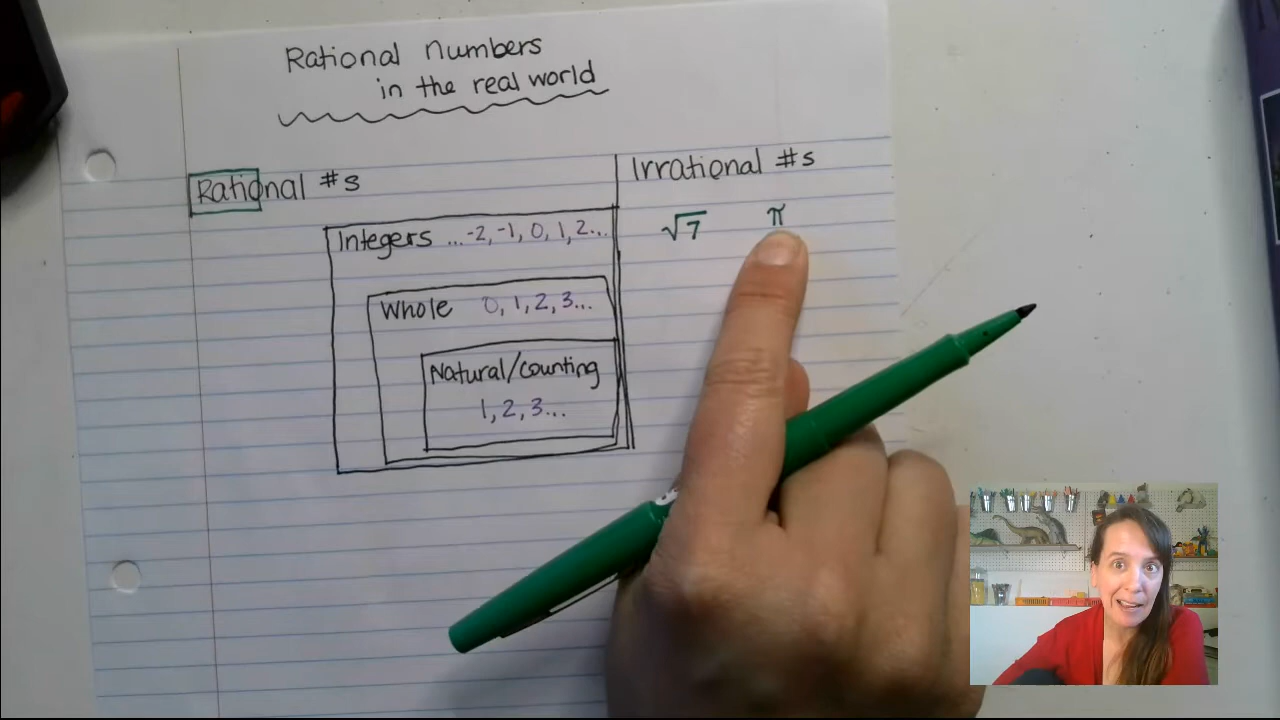 Rational numbers
in the real world
Rational #s
Irrational #s
Integers ...-2, -1, 0, 1, 2...
√7 π
Whole 0, 1, 2, 3...
Natural/counting
1, 2, 3...